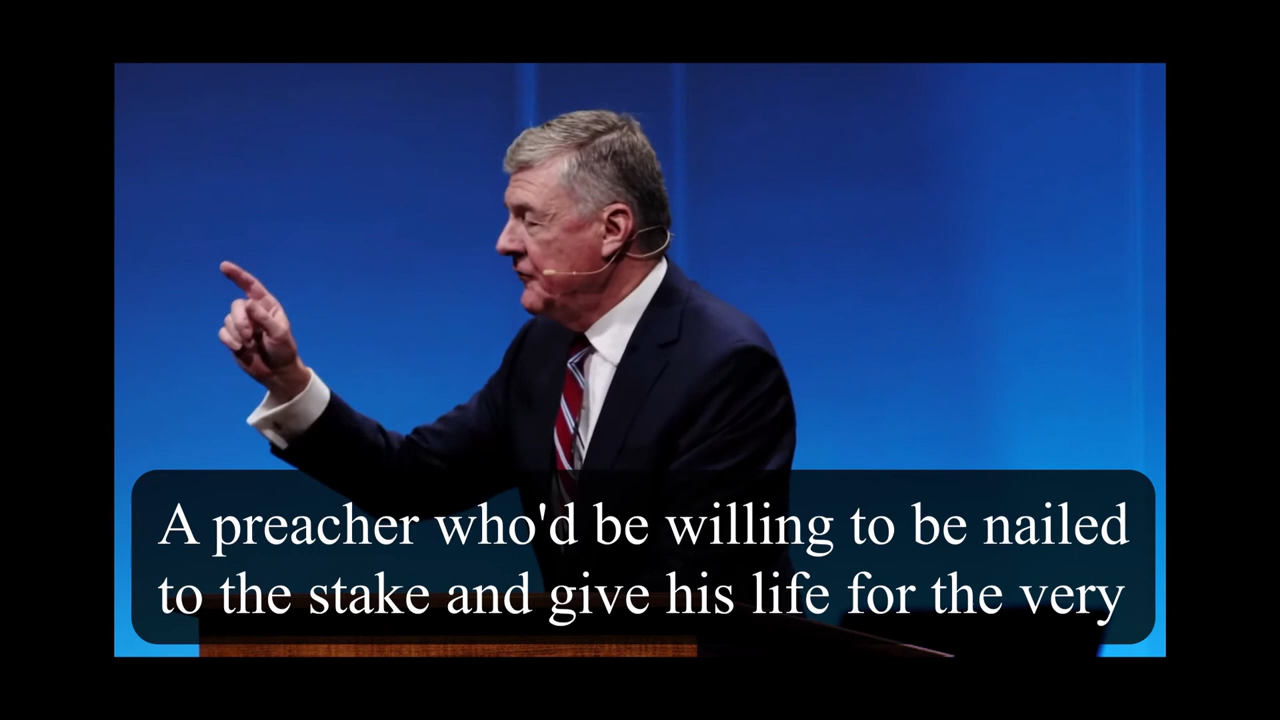 A preacher who'd be willing to be nailed
to the stake and give his life for the very